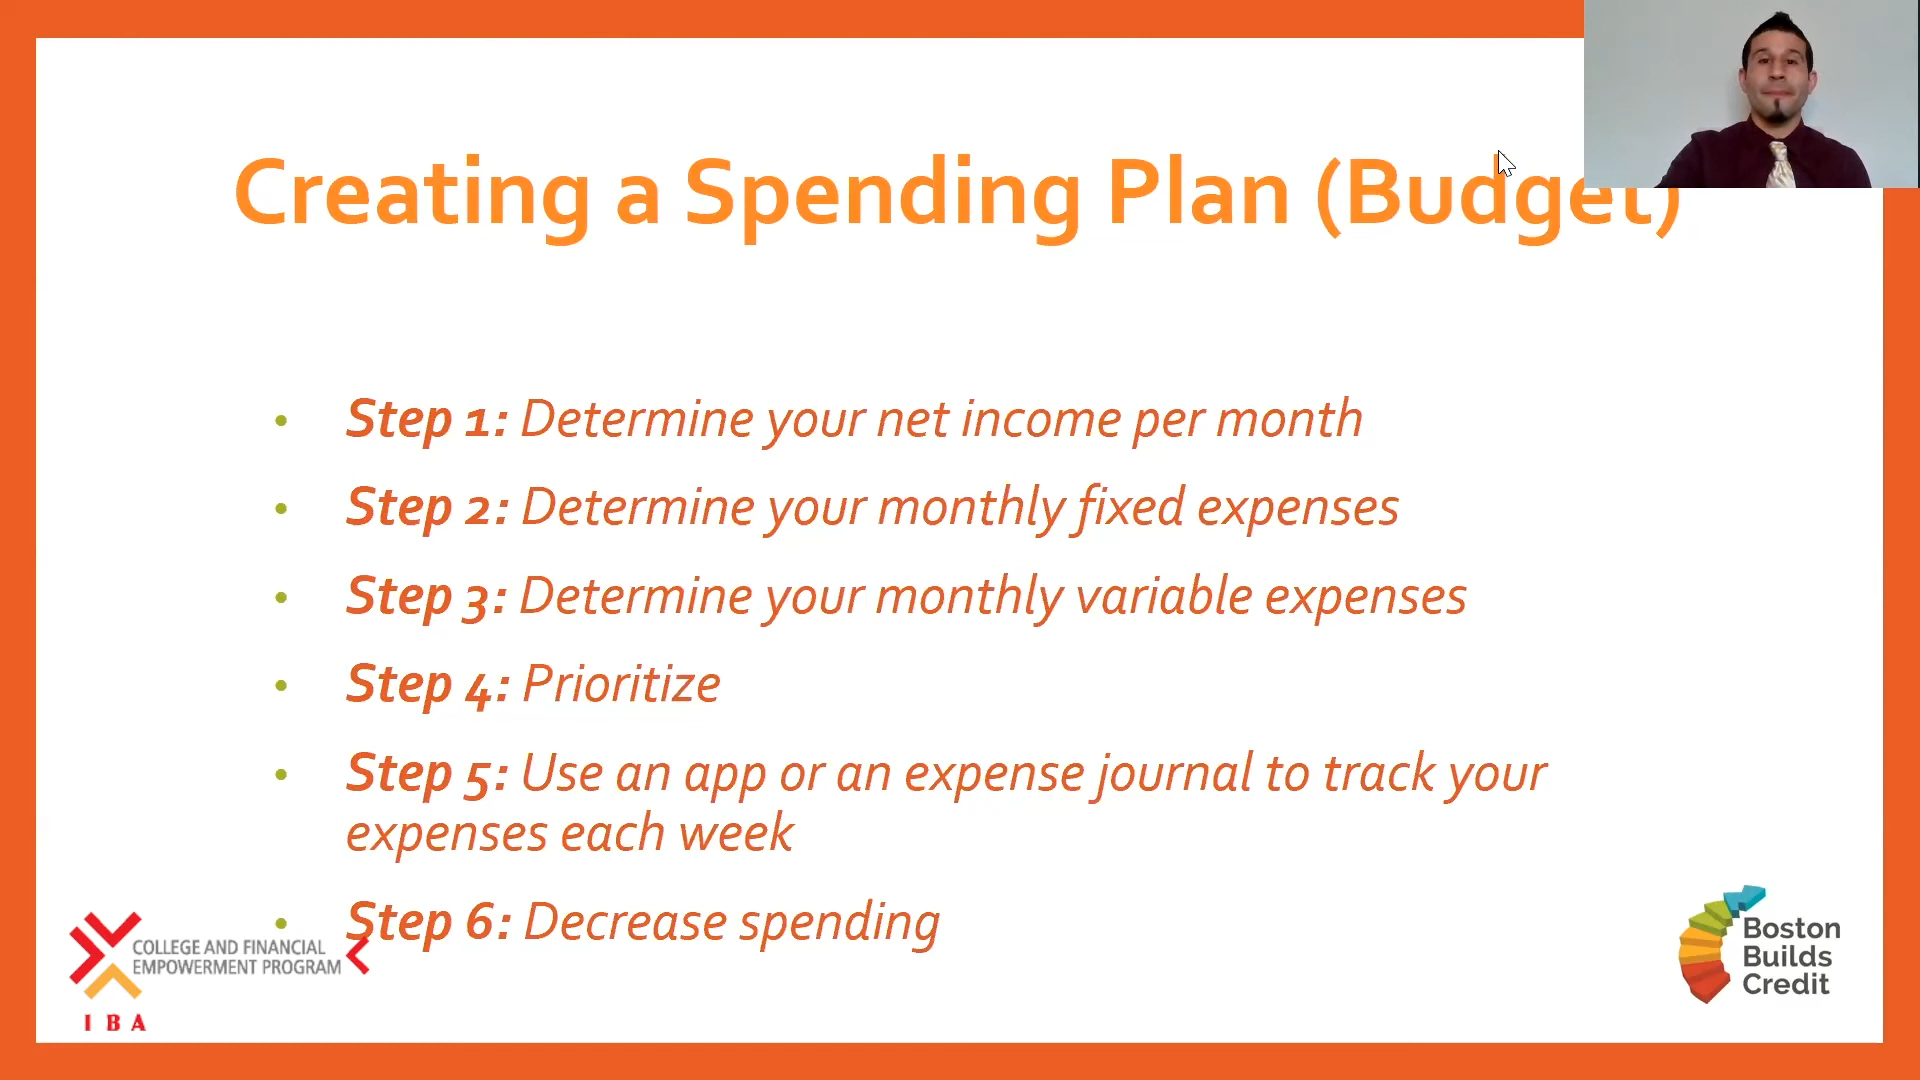 Creating a Spending Plan (Budget)
• Step 1: Determine your net income per month
• Step 2: Determine your monthly fixed expenses
• Step 3: Determine your monthly variable expenses
• Step 4: Prioritize
• Step 5: Use an app or an expense journal to track your
expenses each week
• Step 6: Decrease spending
COLLEGE AND FINANCIAL
EMPOWERMENT PROGRAM
IBA
Boston
Builds
Credit